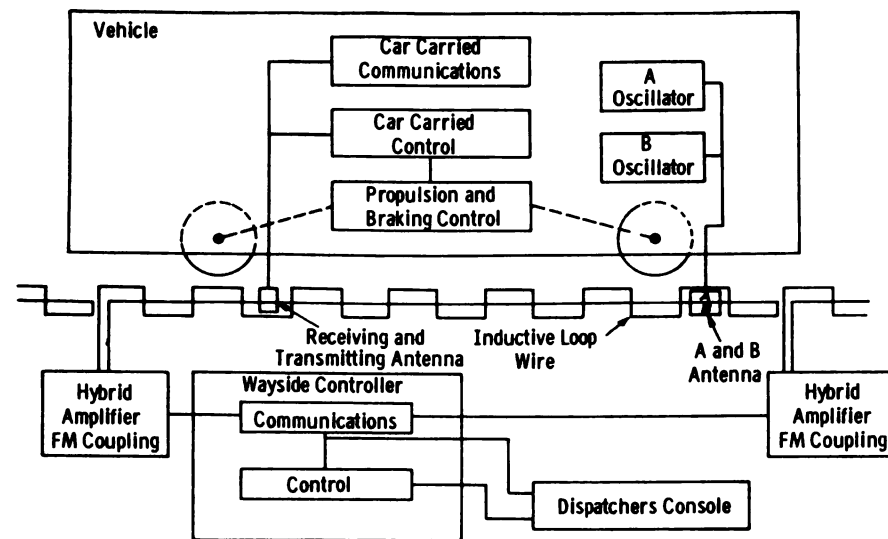 Vehicle
Car Carried
Communications
A
Oscillator
Car Carried
Control
B
Oscillator
Propulsion and
Braking Control
Receiving and
Transmitting Antenna
Inductive Loop
Wire
A and B
Antenna
Hybrid
Amplifier
FM Coupling
Wayside Controller
Communications
Control
Dispatchers Console
Hybrid
Amplifier
FM Coupling